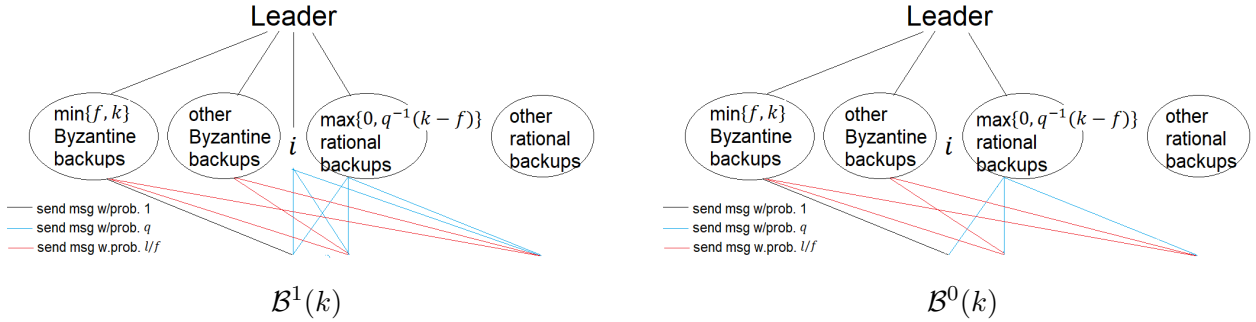 Leader
min{f, k}
Byzantine
backups
other
Byzantine
backups
i
max{0, q⁻¹(k − f)}
rational
backups
other
rational
backups
send msg w/prob. 1
send msg w/prob. q
send msg w.prob. l/f
B¹(k)
Leader
min{f, k}
Byzantine
backups
other
Byzantine
backups
i
max{0, q⁻¹(k − f)}
rational
backups
other
rational
backups
send msg w/prob. 1
send msg w/prob. q
send msg w.prob. l/f
B⁰(k)